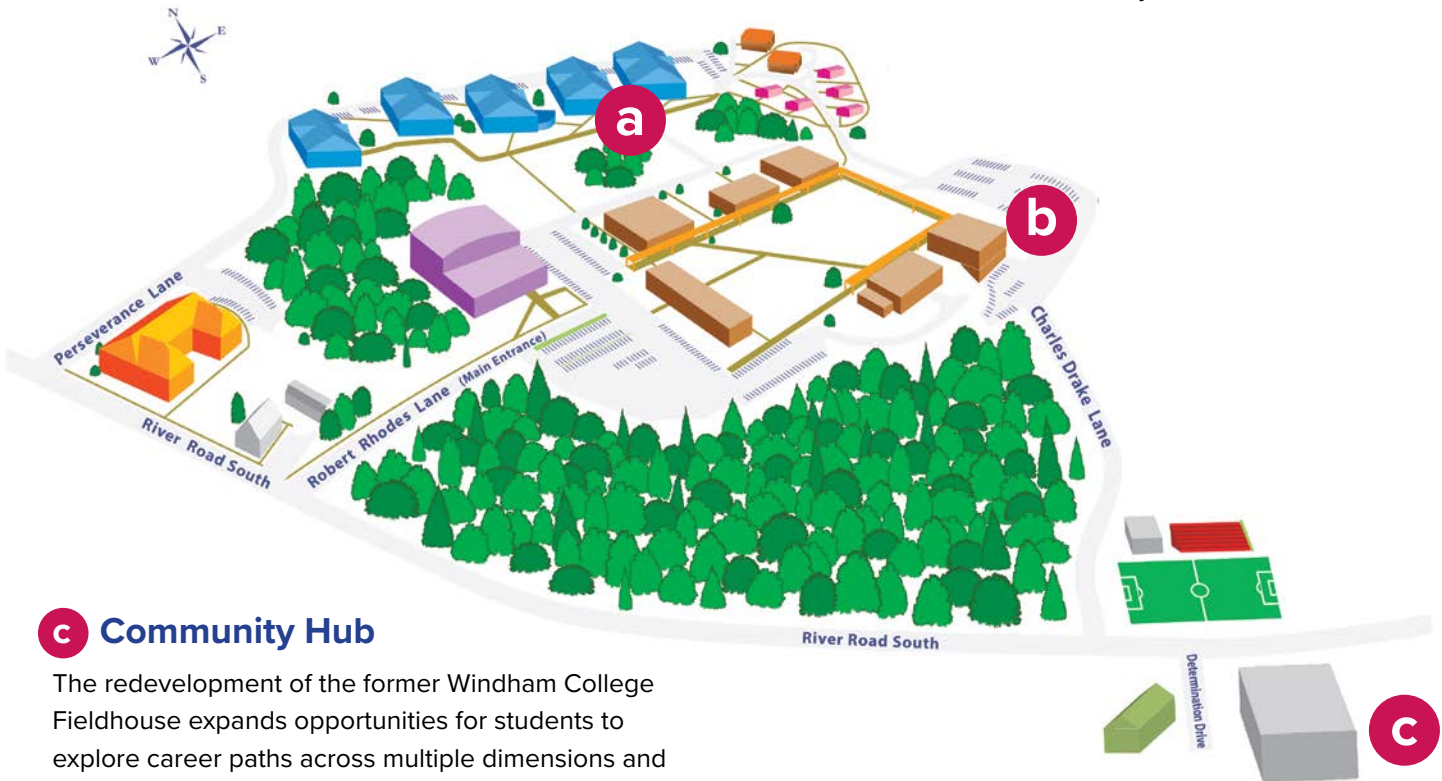 N
E
W
S
a
b
Perseverance Lane
River Road South
Robert Rhodes Lane (Main Entrance)
Charles Drake Lane
River Road South
Determination Drive
c
c Community Hub
The redevelopment of the former Windham College
Fieldhouse expands opportunities for students to
explore career paths across multiple dimensions and